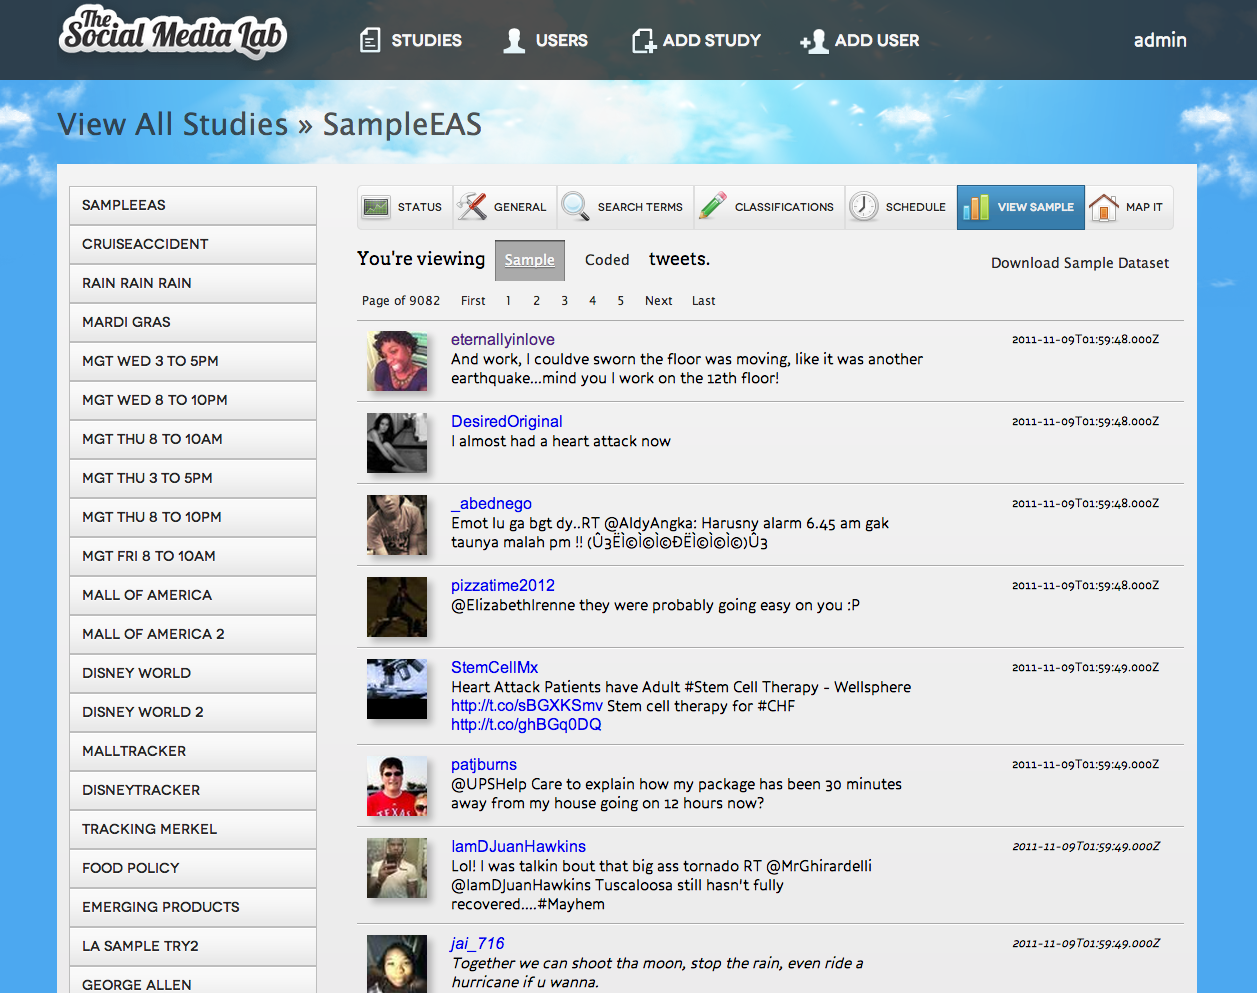 The
Social Media Lab
STUDIES
USERS
ADD STUDY
ADD USER
admin
View All Studies » SampleEAS
SAMPLEEAS
CRUISEACCIDENT
RAIN RAIN RAIN
MARDI GRAS
MGT WED 3 TO 5PM
MGT WED 8 TO 10PM
MGT THU 8 TO 10AM
MGT THU 3 TO 5PM
MGT THU 8 TO 10PM
MGT FRI 8 TO 10AM
MALL OF AMERICA
MALL OF AMERICA 2
DISNEY WORLD
DISNEY WORLD 2
MALLTRACKER
DISNEYTRACKER
TRACKING MERKEL
FOOD POLICY
EMERGING PRODUCTS
LA SAMPLE TRY2
GEORGE ALLEN
STATUS
GENERAL
SEARCH TERMS
CLASSIFICATIONS
SCHEDULE
VIEW SAMPLE
MAP IT
You're viewing Sample Coded tweets.
Download Sample Dataset
Page of 9082 First 1 2 3 4 5 Next Last
eternallyinlove
2011-11-09T01:59:48.000Z
And work, I couldve sworn the floor was moving, like it was another
earthquake...mind you I work on the 12th floor!
DesiredOriginal
2011-11-09T01:59:48.000Z
I almost had a heart attack now
_abednego
2011-11-09T01:59:48.000Z
Emot lu ga bgt dy..RT @AldyAngka: Harusny alarm 6.45 am gak
taunya malah pm !! (Û3ËÌ©Ì©Ì©ÐËÌ©Ì©Ì©)Û3
pizzatime2012
2011-11-09T01:59:48.000Z
@ElizabethIrenne they were probably going easy on you :P
StemCellMx
2011-11-09T01:59:49.000Z
Heart Attack Patients have Adult #Stem Cell Therapy - Wellsphere
http://t.co/sBGXKSmv Stem cell therapy for #CHF
http://t.co/ghBGq0DQ
patjburns
2011-11-09T01:59:49.000Z
@UPSHelp Care to explain how my package has been 30 minutes
away from my house going on 12 hours now?
TEXAS
IamDJuanHawkins
2011-11-09T01:59:49.000Z
Lol! I was talkin bout that big ass tornado RT @MrGhirardelli
@IamDJuanHawkins Tuscaloosa still hasn't fully
recovered....#Mayhem
jai_716
2011-11-09T01:59:49.000Z
Together we can shoot tha moon, stop the rain, even ride a
hurricane if u wanna.